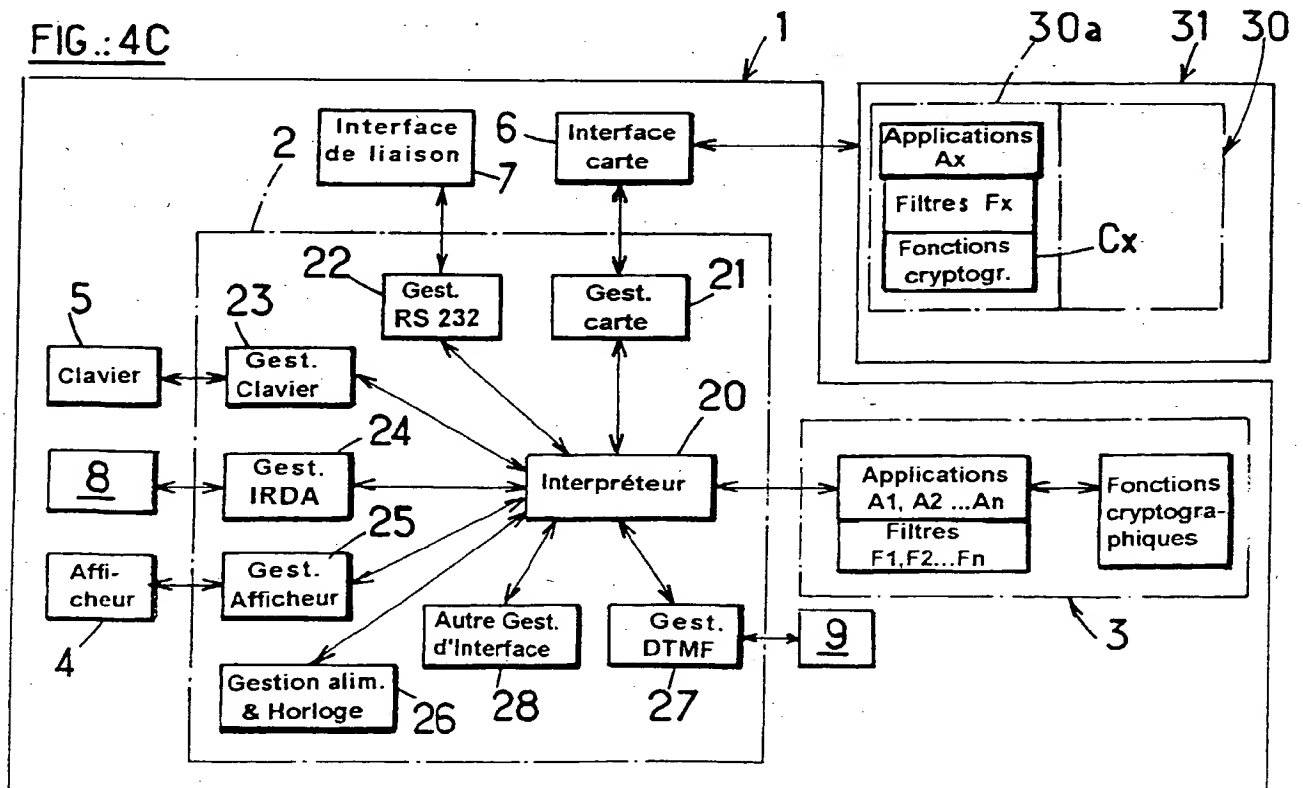 FIG.: 4C
1
30a
31
30
2
Interface
de liaison
7
6
Interface
carte
Applications
Ax
Filtres Fx
Fonctions
cryptogr.
Cx
22
Gest.
RS 232
Gest.
carte
21
5
Clavier
23
Gest.
Clavier
20
Interpréteur
24
8
Gest.
IRDA
Applications
A1, A2 ...An
Filtres
F1,F2...Fn
Fonctions
cryptogra-
phiques
3
25
Affi-
cheur
4
Gest.
Afficheur
Autre Gest.
d'Interface
28
Gest.
DTMF
27
9
Gestion alim.
& Horloge
26